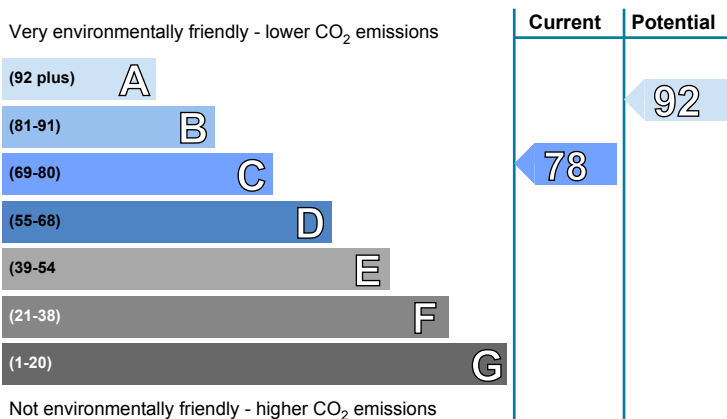 Current Potential
Very environmentally friendly - lower CO2 emissions
(92 plus) A
92
(81-91) B
(69-80) C
78
(55-68) D
(39-54 E
(21-38) F
(1-20) G
Not environmentally friendly - higher CO2 emissions